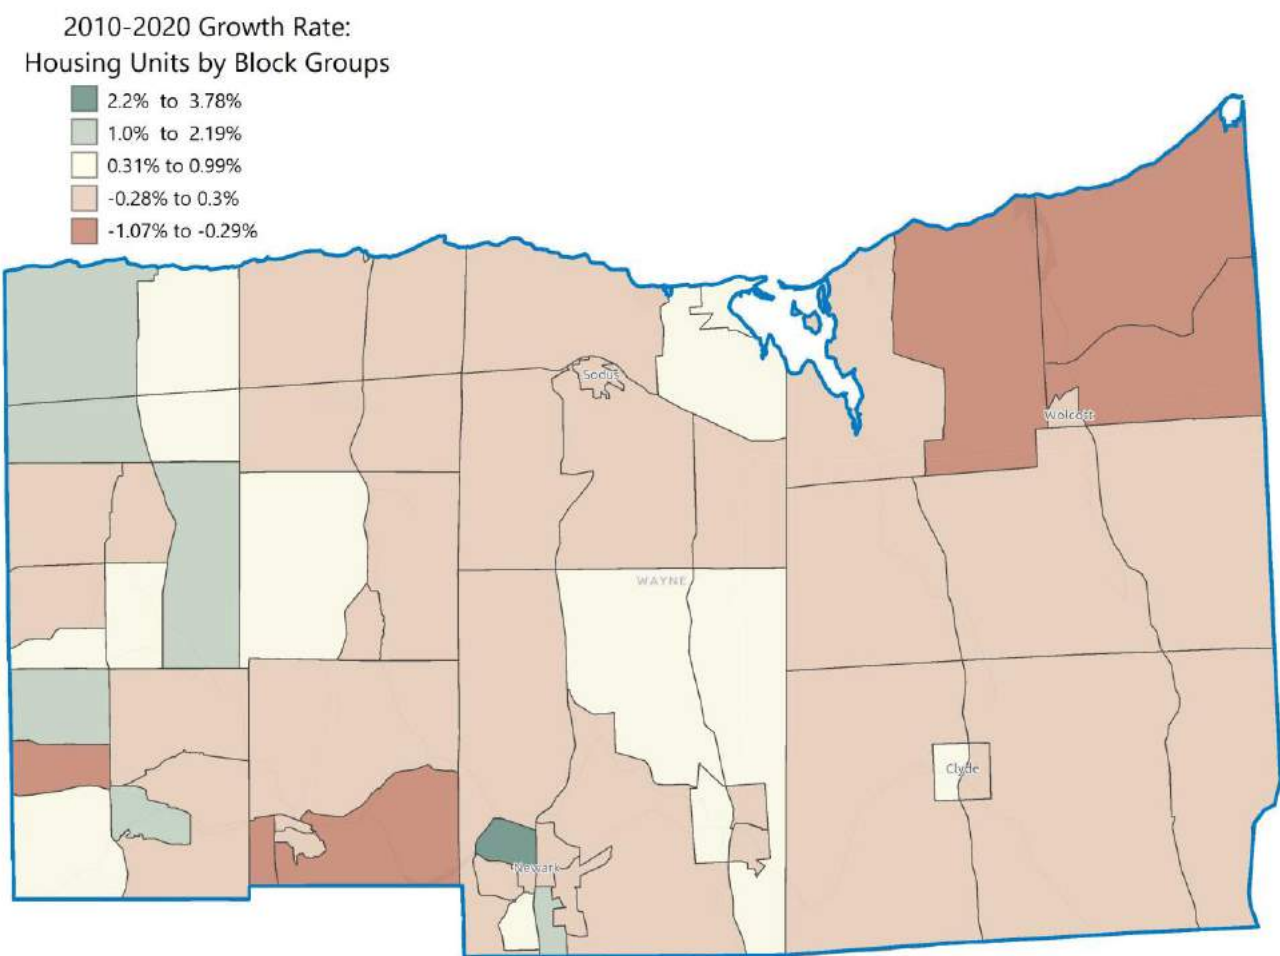 2010-2020 Growth Rate:
Housing Units by Block Groups
2.2% to 3.78%
1.0% to 2.19%
0.31% to 0.99%
-0.28% to 0.3%
-1.07% to -0.29%
Sodus
Wolcott
WAYNE
Clyde
Newark